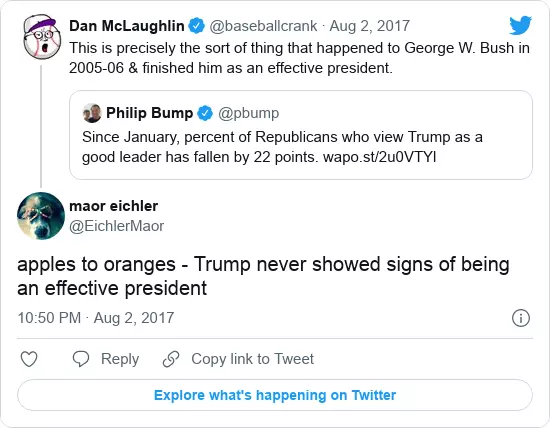 Dan McLaughlin @baseballcrank · Aug 2, 2017
This is precisely the sort of thing that happened to George W. Bush in
2005-06 & finished him as an effective president.
Philip Bump @pbump
Since January, percent of Republicans who view Trump as a
good leader has fallen by 22 points. wapo.st/2u0VTYl
maor eichler
@EichlerMaor
apples to oranges - Trump never showed signs of being
an effective president
10:50 PM · Aug 2, 2017
Reply Copy link to Tweet
Explore what's happening on Twitter